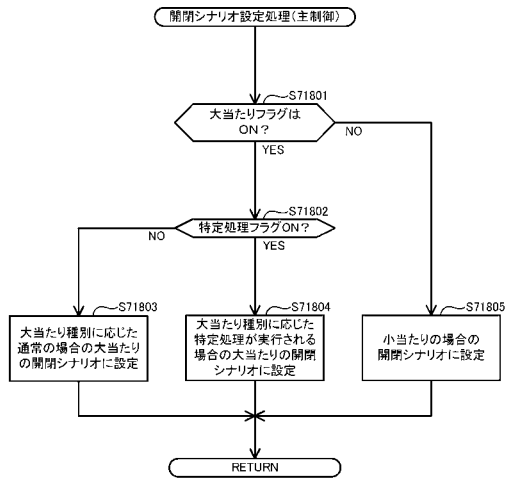 開閉シナリオ設定処理(主制御)
S71801
大当たりフラグは
ON?
NO
YES
S71802
特定処理フラグON?
NO
YES
S71803
大当たり種別に応じた
通常の場合の大当たり
の開閉シナリオに設定
S71804
大当たり種別に応じた
特定処理が実行される
場合の大当たりの開閉
シナリオに設定
S71805
小当たりの場合の
開閉シナリオに設定
RETURN